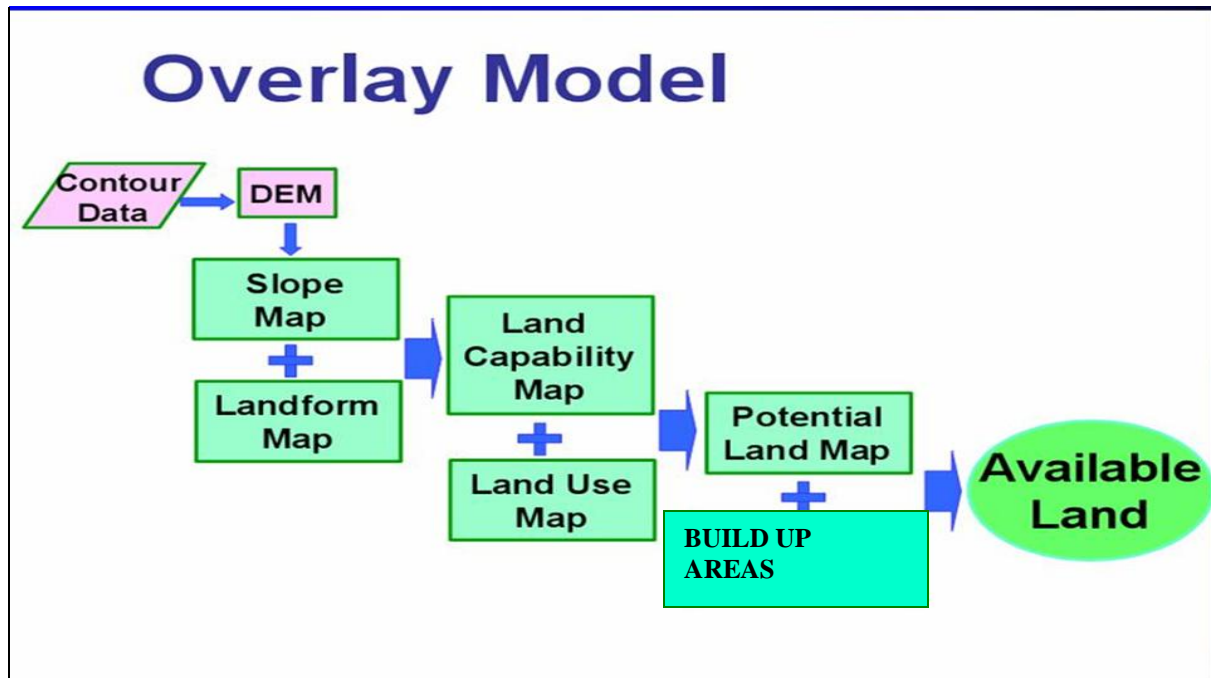 Overlay Model
Contour
Data
DEM
Slope
Map
Landform
Map
Land
Capability
Map
Land Use
Map
Potential
Land Map
BUILD UP
AREAS
Available
Land